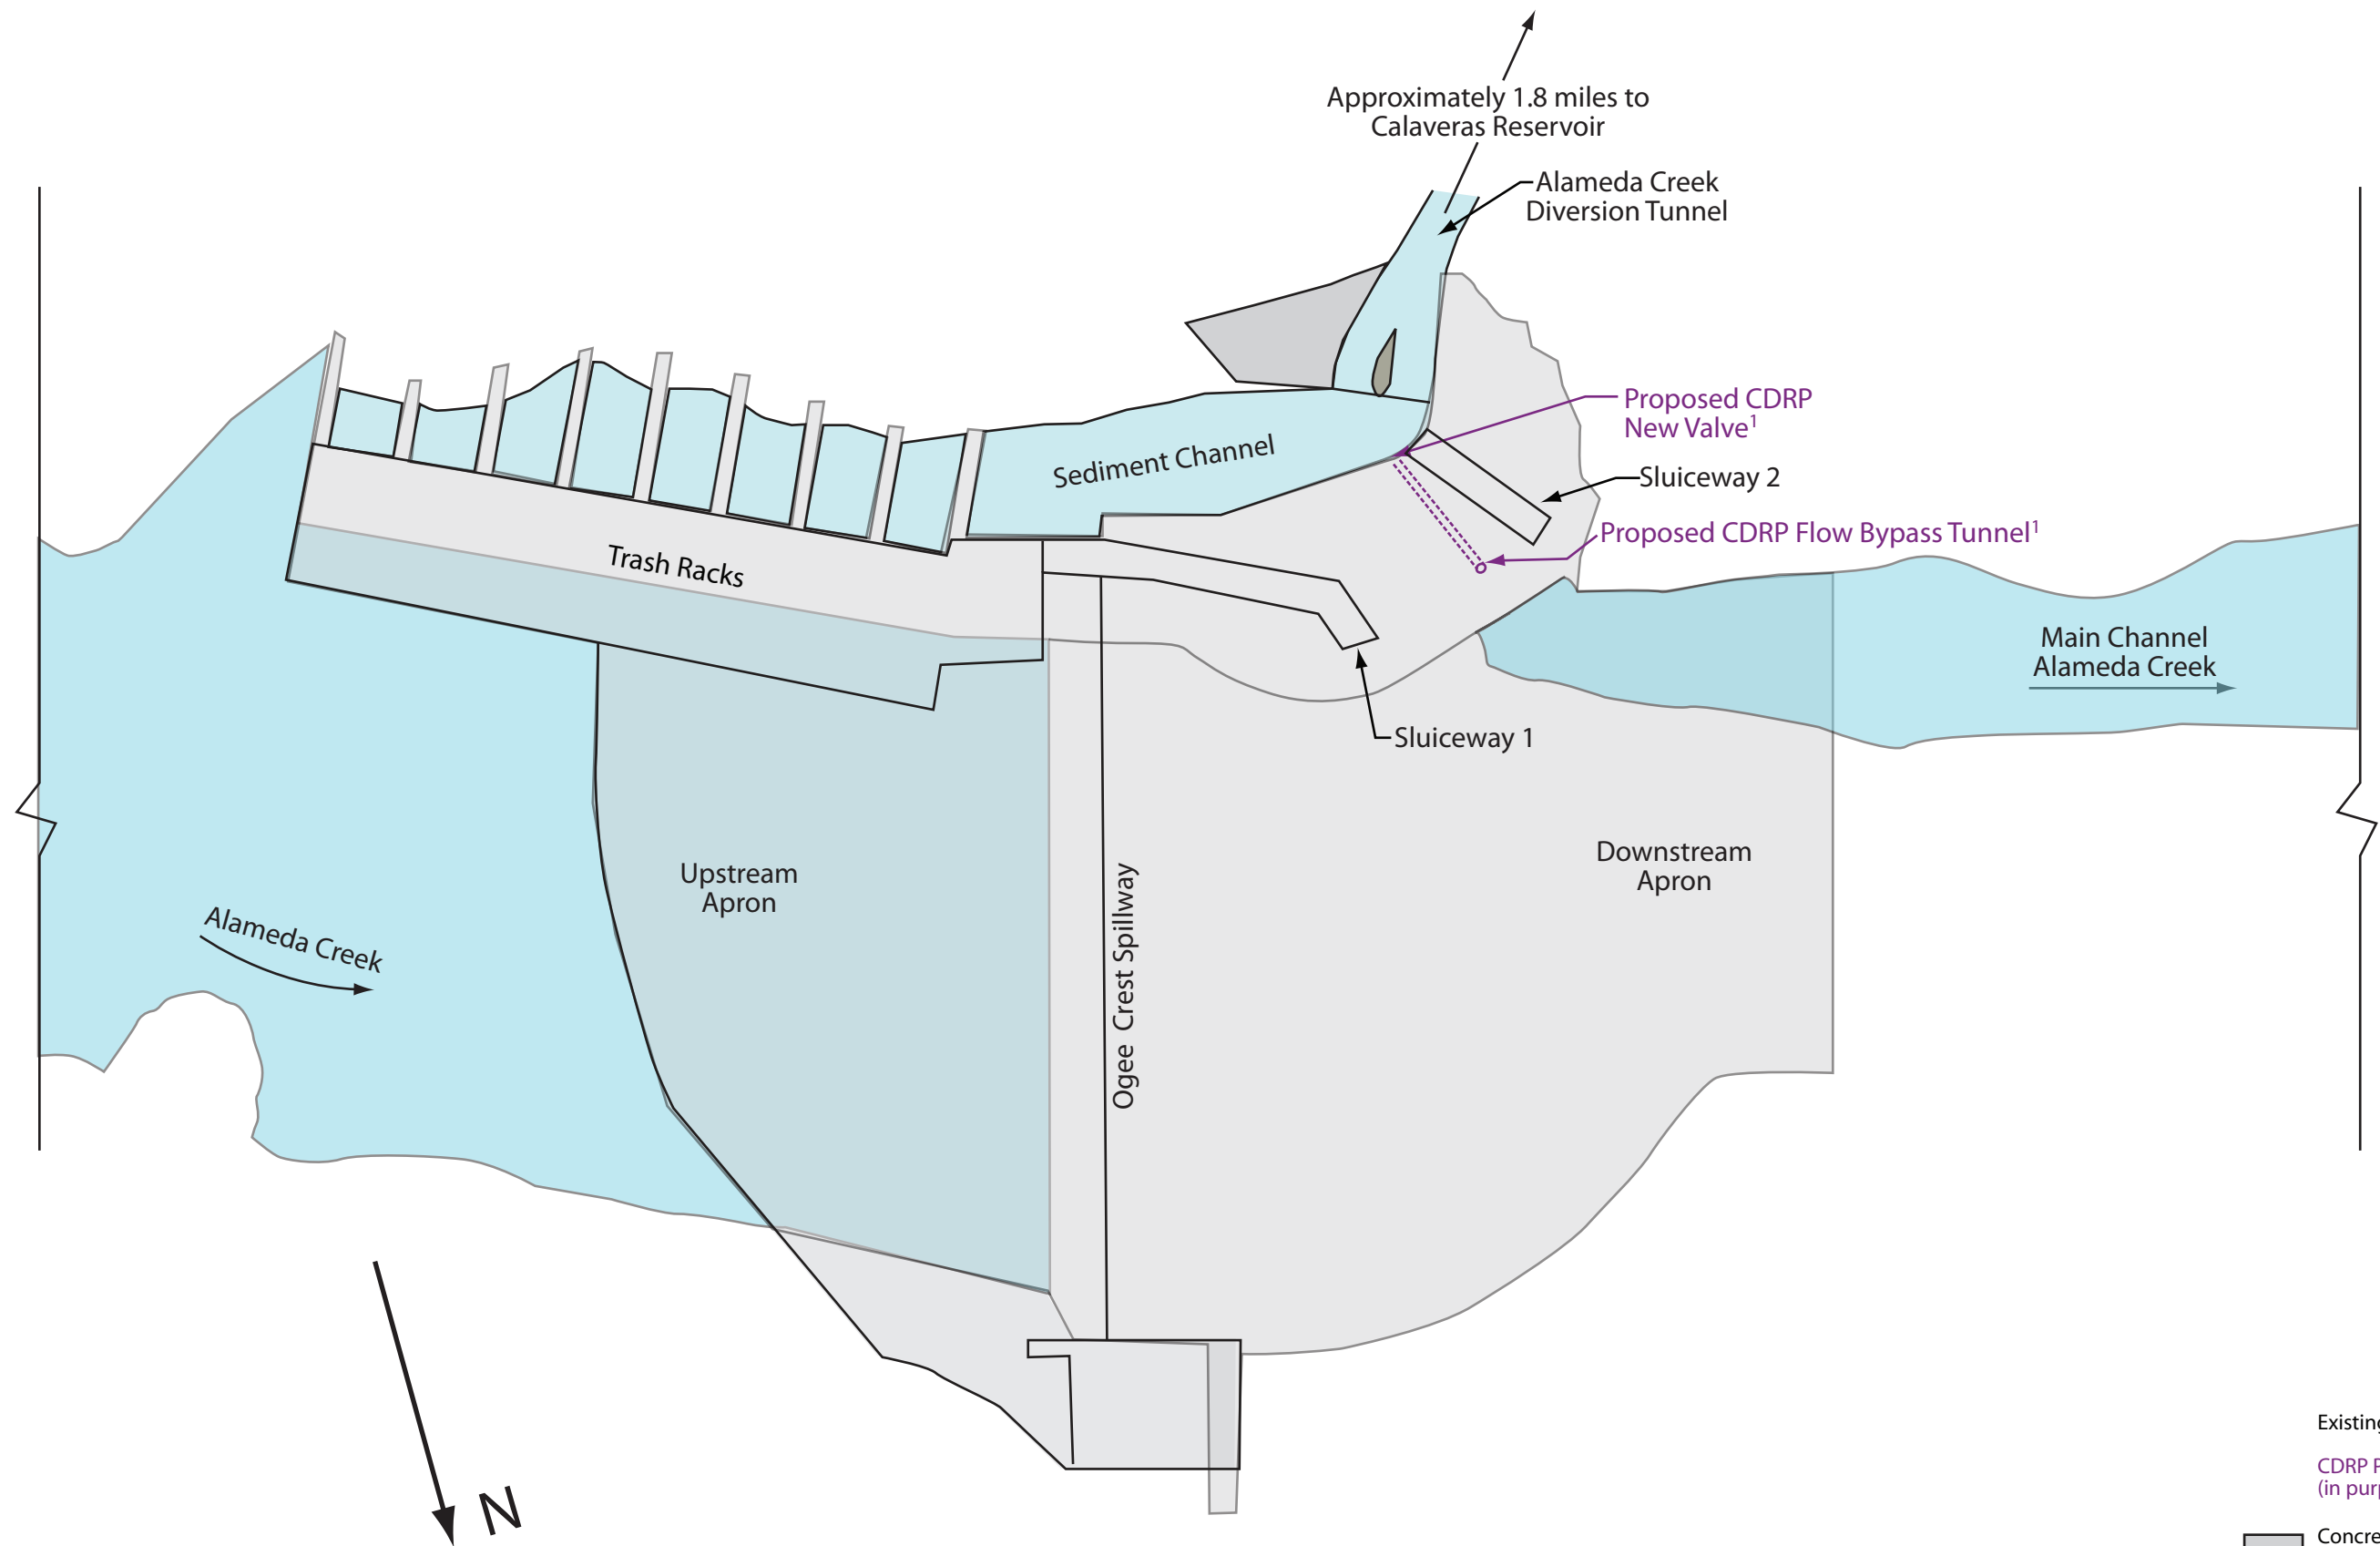 Approximately 1.8 miles to
Calaveras Reservoir
Alameda Creek
Diversion Tunnel
Proposed CDRP
New Valve¹
Sediment Channel
Sluiceway 2
Proposed CDRP Flow Bypass Tunnel¹
Trash Racks
Main Channel
Alameda Creek
Sluiceway 1
Upstream
Apron
Downstream
Apron
Ogee Crest Spillway
Alameda Creek
N
(in